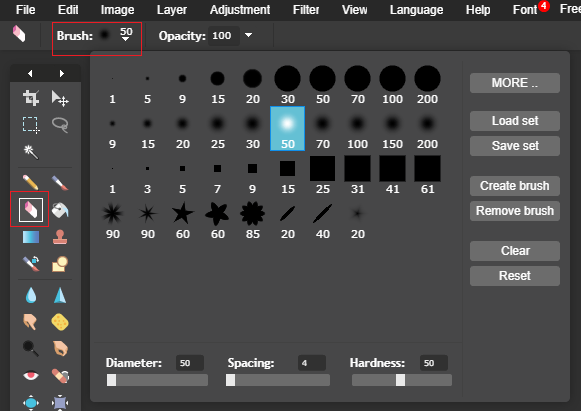 File Edit Image Layer Adjustment Filter View Language Help Font 4 Free
Brush: 50 Opacity: 100
1 5 9 15 20 30 50 70 100 200
MORE ..
9 15 20 25 30 50 70 100 150 200
Load set
Save set
1 3 5 7 9 15 25 31 41 61
Create brush
Remove brush
90 90 60 60 85 20 40 20
Clear
Reset
Diameter: 50 Spacing: 4 Hardness: 50